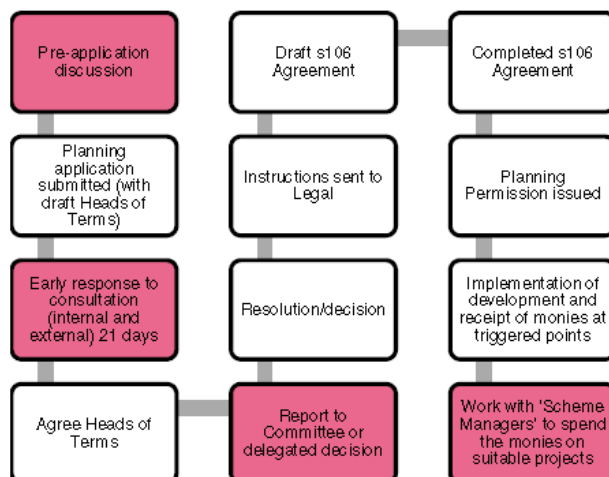 Pre-application
discussion
Planning
application
submitted (with
draft Heads of
Terms)
Early response to
consultation
(internal and
external) 21 days
Agree Heads of
Terms
Report to
Committee or
delegated decision
Resolution/decision
Instructions sent to
Legal
Draft s106
Agreement
Completed s106
Agreement
Planning
Permission issued
Implementation of
development and
receipt of monies at
triggered points
Work with 'Scheme
Managers' to spend
the monies on
suitable projects